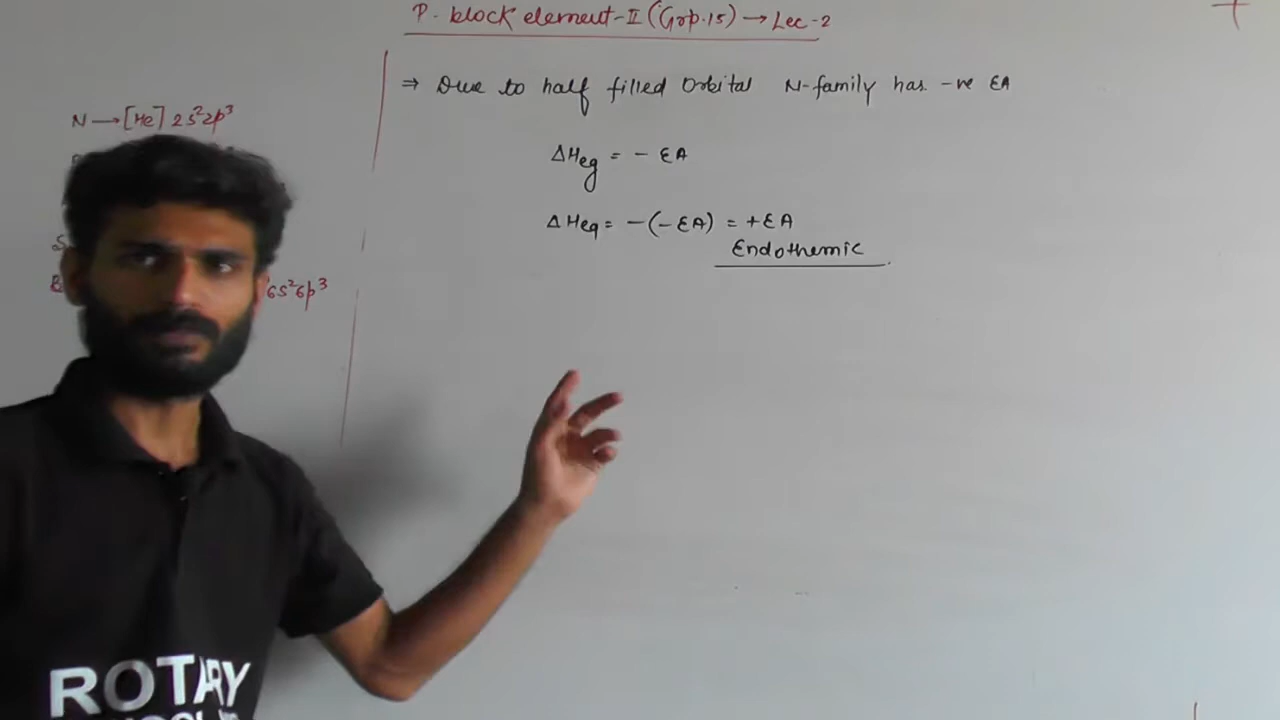 P. block element-II (Grp.15) → Lec-2
N → [He] 2s²2p³
6s²6p³
⇒ Due to half filled Orbital N-family has -ve EA
ΔHeg = - EA
ΔHeg = -(-EA) = +EA
Endothemic
ROTARY